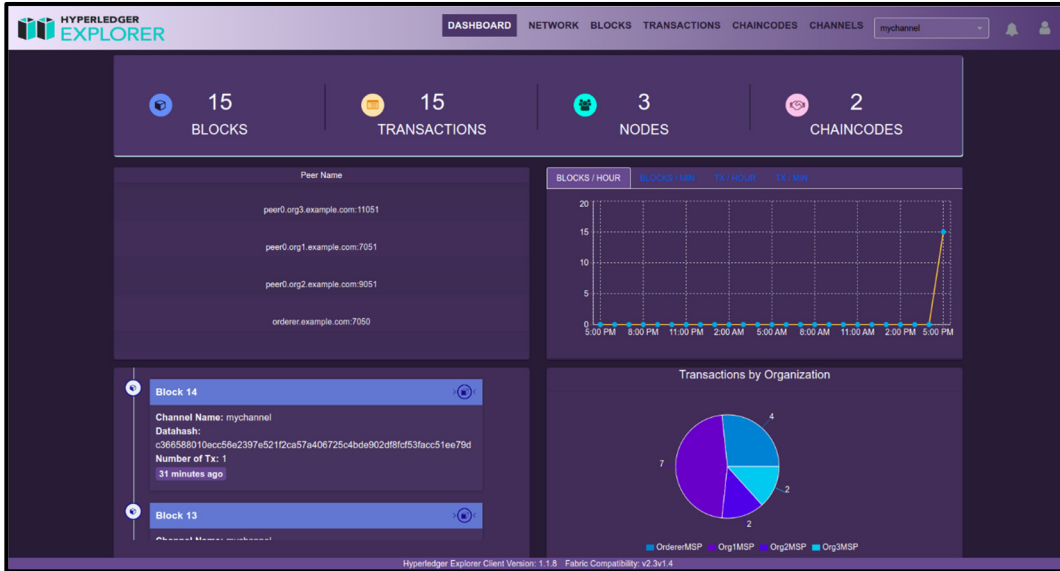 HYPERLEDGER
EXPLORER
DASHBOARD NETWORK BLOCKS TRANSACTIONS CHAINCODES CHANNELS mychannel
15
BLOCKS
15
TRANSACTIONS
3
NODES
2
CHAINCODES
Peer Name
peer0.org3.example.com:11051
peer0.org1.example.com:7051
peer0.org2.example.com:9051
orderer.example.com:7050
BLOCKS / HOUR BLOCKS / MIN TX / HOUR TX / MIN
20
15
10
5
0
5:00 PM 8:00 PM 11:00 PM 2:00 AM 5:00 AM 8:00 AM 11:00 AM 2:00 PM 5:00 PM
Block 14
Channel Name: mychannel
Datahash:
c366588010ecc56e2397e521f2ca57a406725c4bde902df8fcf53facc51ee79d
Number of Tx: 1
31 minutes ago
Block 13
Channel Name: mychannel
Transactions by Organization
4
7
2
2
OrdererMSP Org1MSP Org2MSP Org3MSP
Hyperledger Explorer Client Version: 1.1.8 Fabric Compatibility: v2.3v1.4